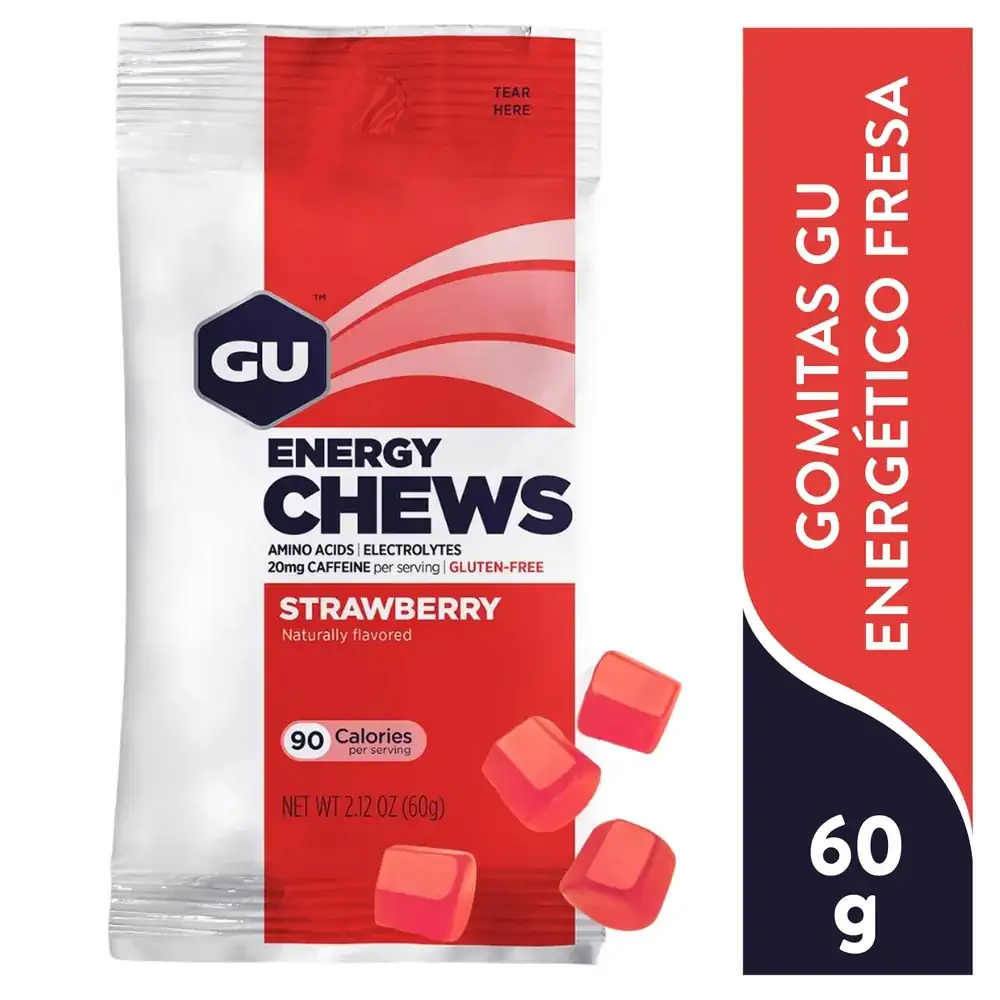 TEAR
HERE
GU
™
ENERGY
CHEWS
AMINO ACIDS | ELECTROLYTES
20mg CAFFEINE per serving | GLUTEN-FREE
STRAWBERRY
Naturally flavored
90 Calories
per serving
NET WT 2.12 OZ (60g)
GOMITAS GU
ENERGÉTICO FRESA
60
g